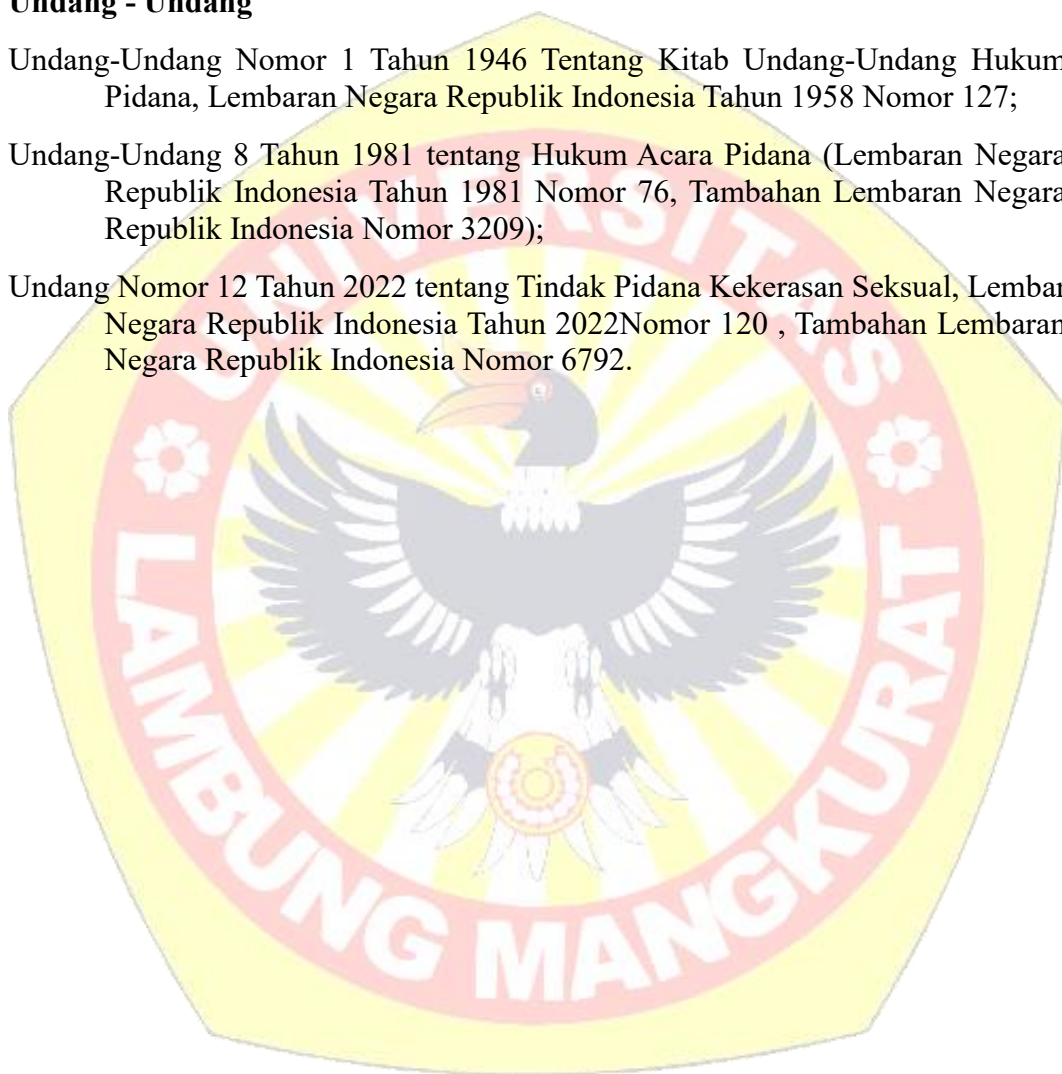 Undang - Undang
Undang-Undang Nomor 1 Tahun 1946 Tentang Kitab Undang-Undang Hukum
Pidana, Lembaran Negara Republik Indonesia Tahun 1958 Nomor 127;
Undang-Undang 8 Tahun 1981 tentang Hukum Acara Pidana (Lembaran Negara
Republik Indonesia Tahun 1981 Nomor 76, Tambahan Lembaran Negara
Republik Indonesia Nomor 3209);
Undang Nomor 12 Tahun 2022 tentang Tindak Pidana Kekerasan Seksual, Lembar
Negara Republik Indonesia Tahun 2022Nomor 120 , Tambahan Lembaran
Negara Republik Indonesia Nomor 6792.
UNIVERSITAS
LAMBUNG MANGKURAT